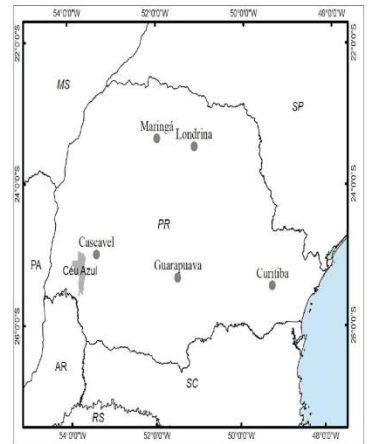 54°0'0"W 52°0'0"W 50°0'0"W 48°0'0"W
22°0'0"S
22°0'0"S
MS
SP
Maringá
Londrina
24°0'0"S
24°0'0"S
PR
Cascavel
PA
Céu Azul
Guarapuava
Curitiba
26°0'0"S
26°0'0"S
AR
SC
RS
54°0'0"W 52°0'0"W 50°0'0"W 48°0'0"W